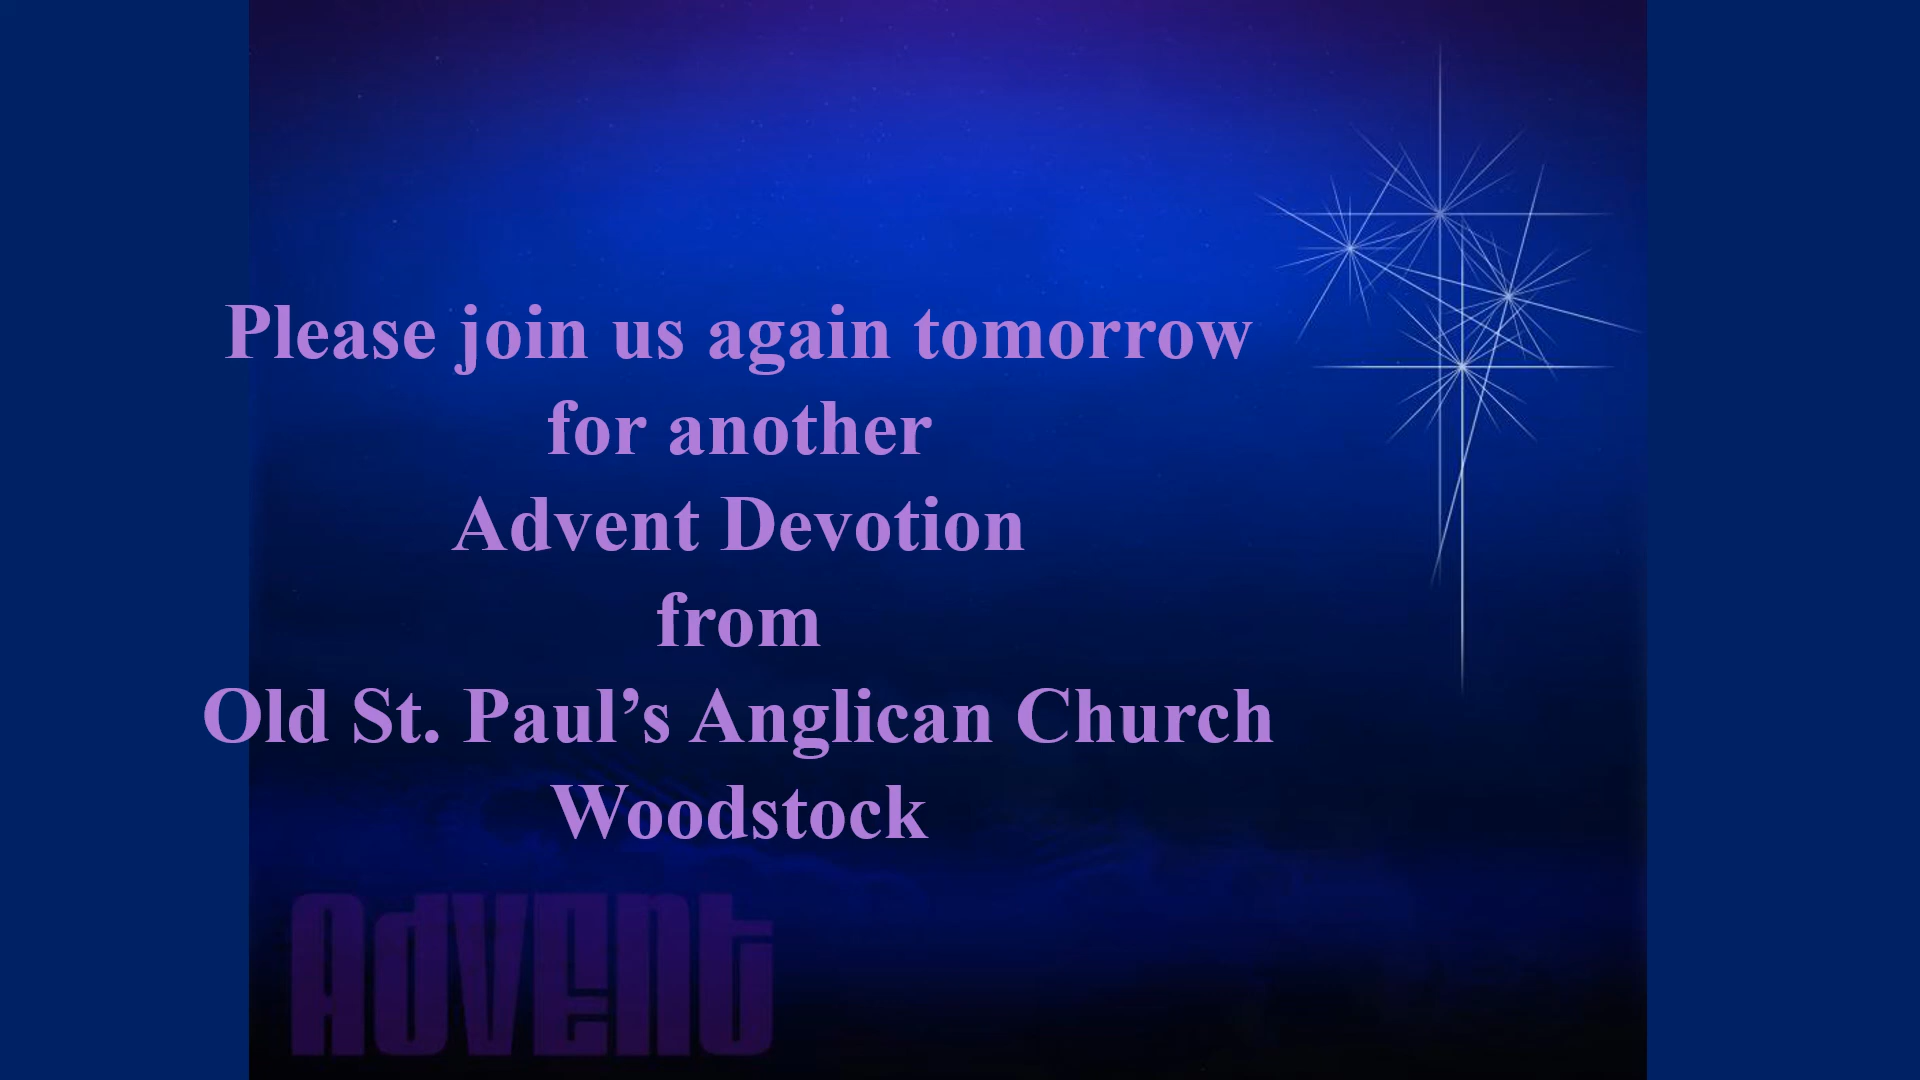 Please join us again tomorrow
for another
Advent Devotion
from
Old St. Paul’s Anglican Church
Woodstock
AdVENt